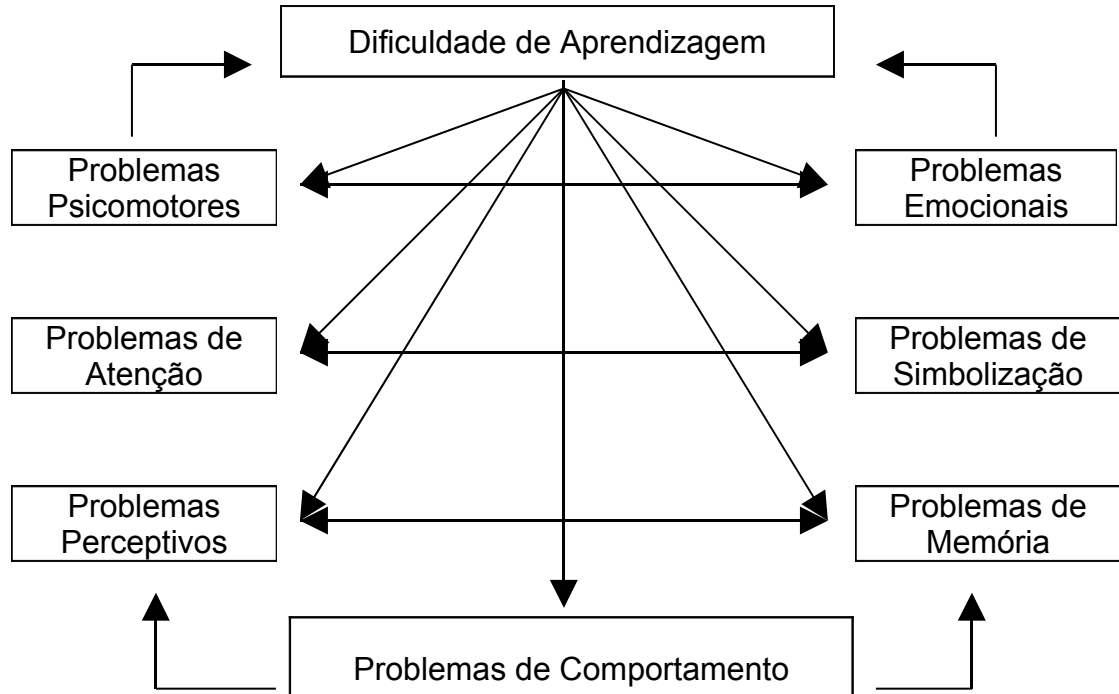 Dificuldade de Aprendizagem
Problemas
Psicomotores
Problemas
Emocionais
Problemas de
Atenção
Problemas de
Simbolização
Problemas
Perceptivos
Problemas de
Memória
Problemas de Comportamento